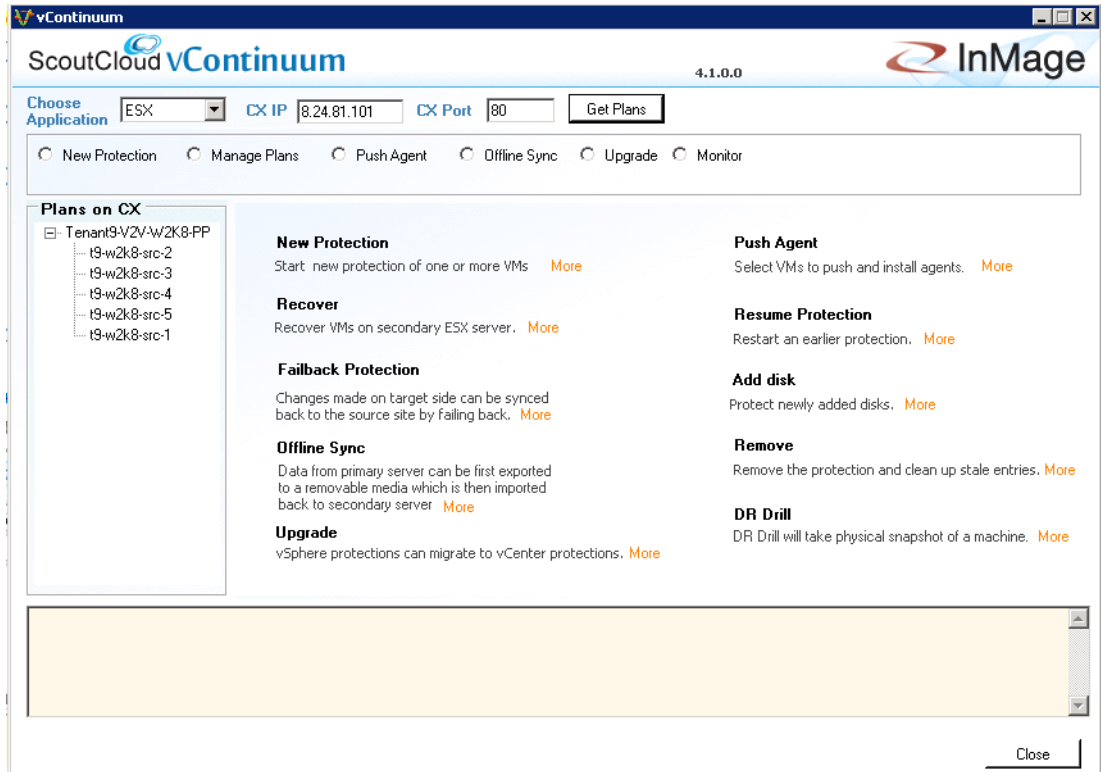 vContinuum
ScoutCloud vContinuum
4.1.0.0
InMage
Choose Application
ESX
CX IP
8.24.81.101
CX Port
80
Get Plans
New Protection
Manage Plans
Push Agent
Offline Sync
Upgrade
Monitor
Plans on CX
Tenant9-V2V-W2K8-PP
t9-w2k8-src-2
t9-w2k8-src-3
t9-w2k8-src-4
t9-w2k8-src-5
t9-w2k8-src-1
New Protection
Start new protection of one or more VMs More
Recover
Recover VMs on secondary ESX server. More
Failback Protection
Changes made on target side can be synced
back to the source site by failing back. More
Offline Sync
Data from primary server can be first exported
to a removable media which is then imported
back to secondary server More
Upgrade
vSphere protections can migrate to vCenter protections. More
Push Agent
Select VMs to push and install agents. More
Resume Protection
Restart an earlier protection. More
Add disk
Protect newly added disks. More
Remove
Remove the protection and clean up stale entries. More
DR Drill
DR Drill will take physical snapshot of a machine. More
Close